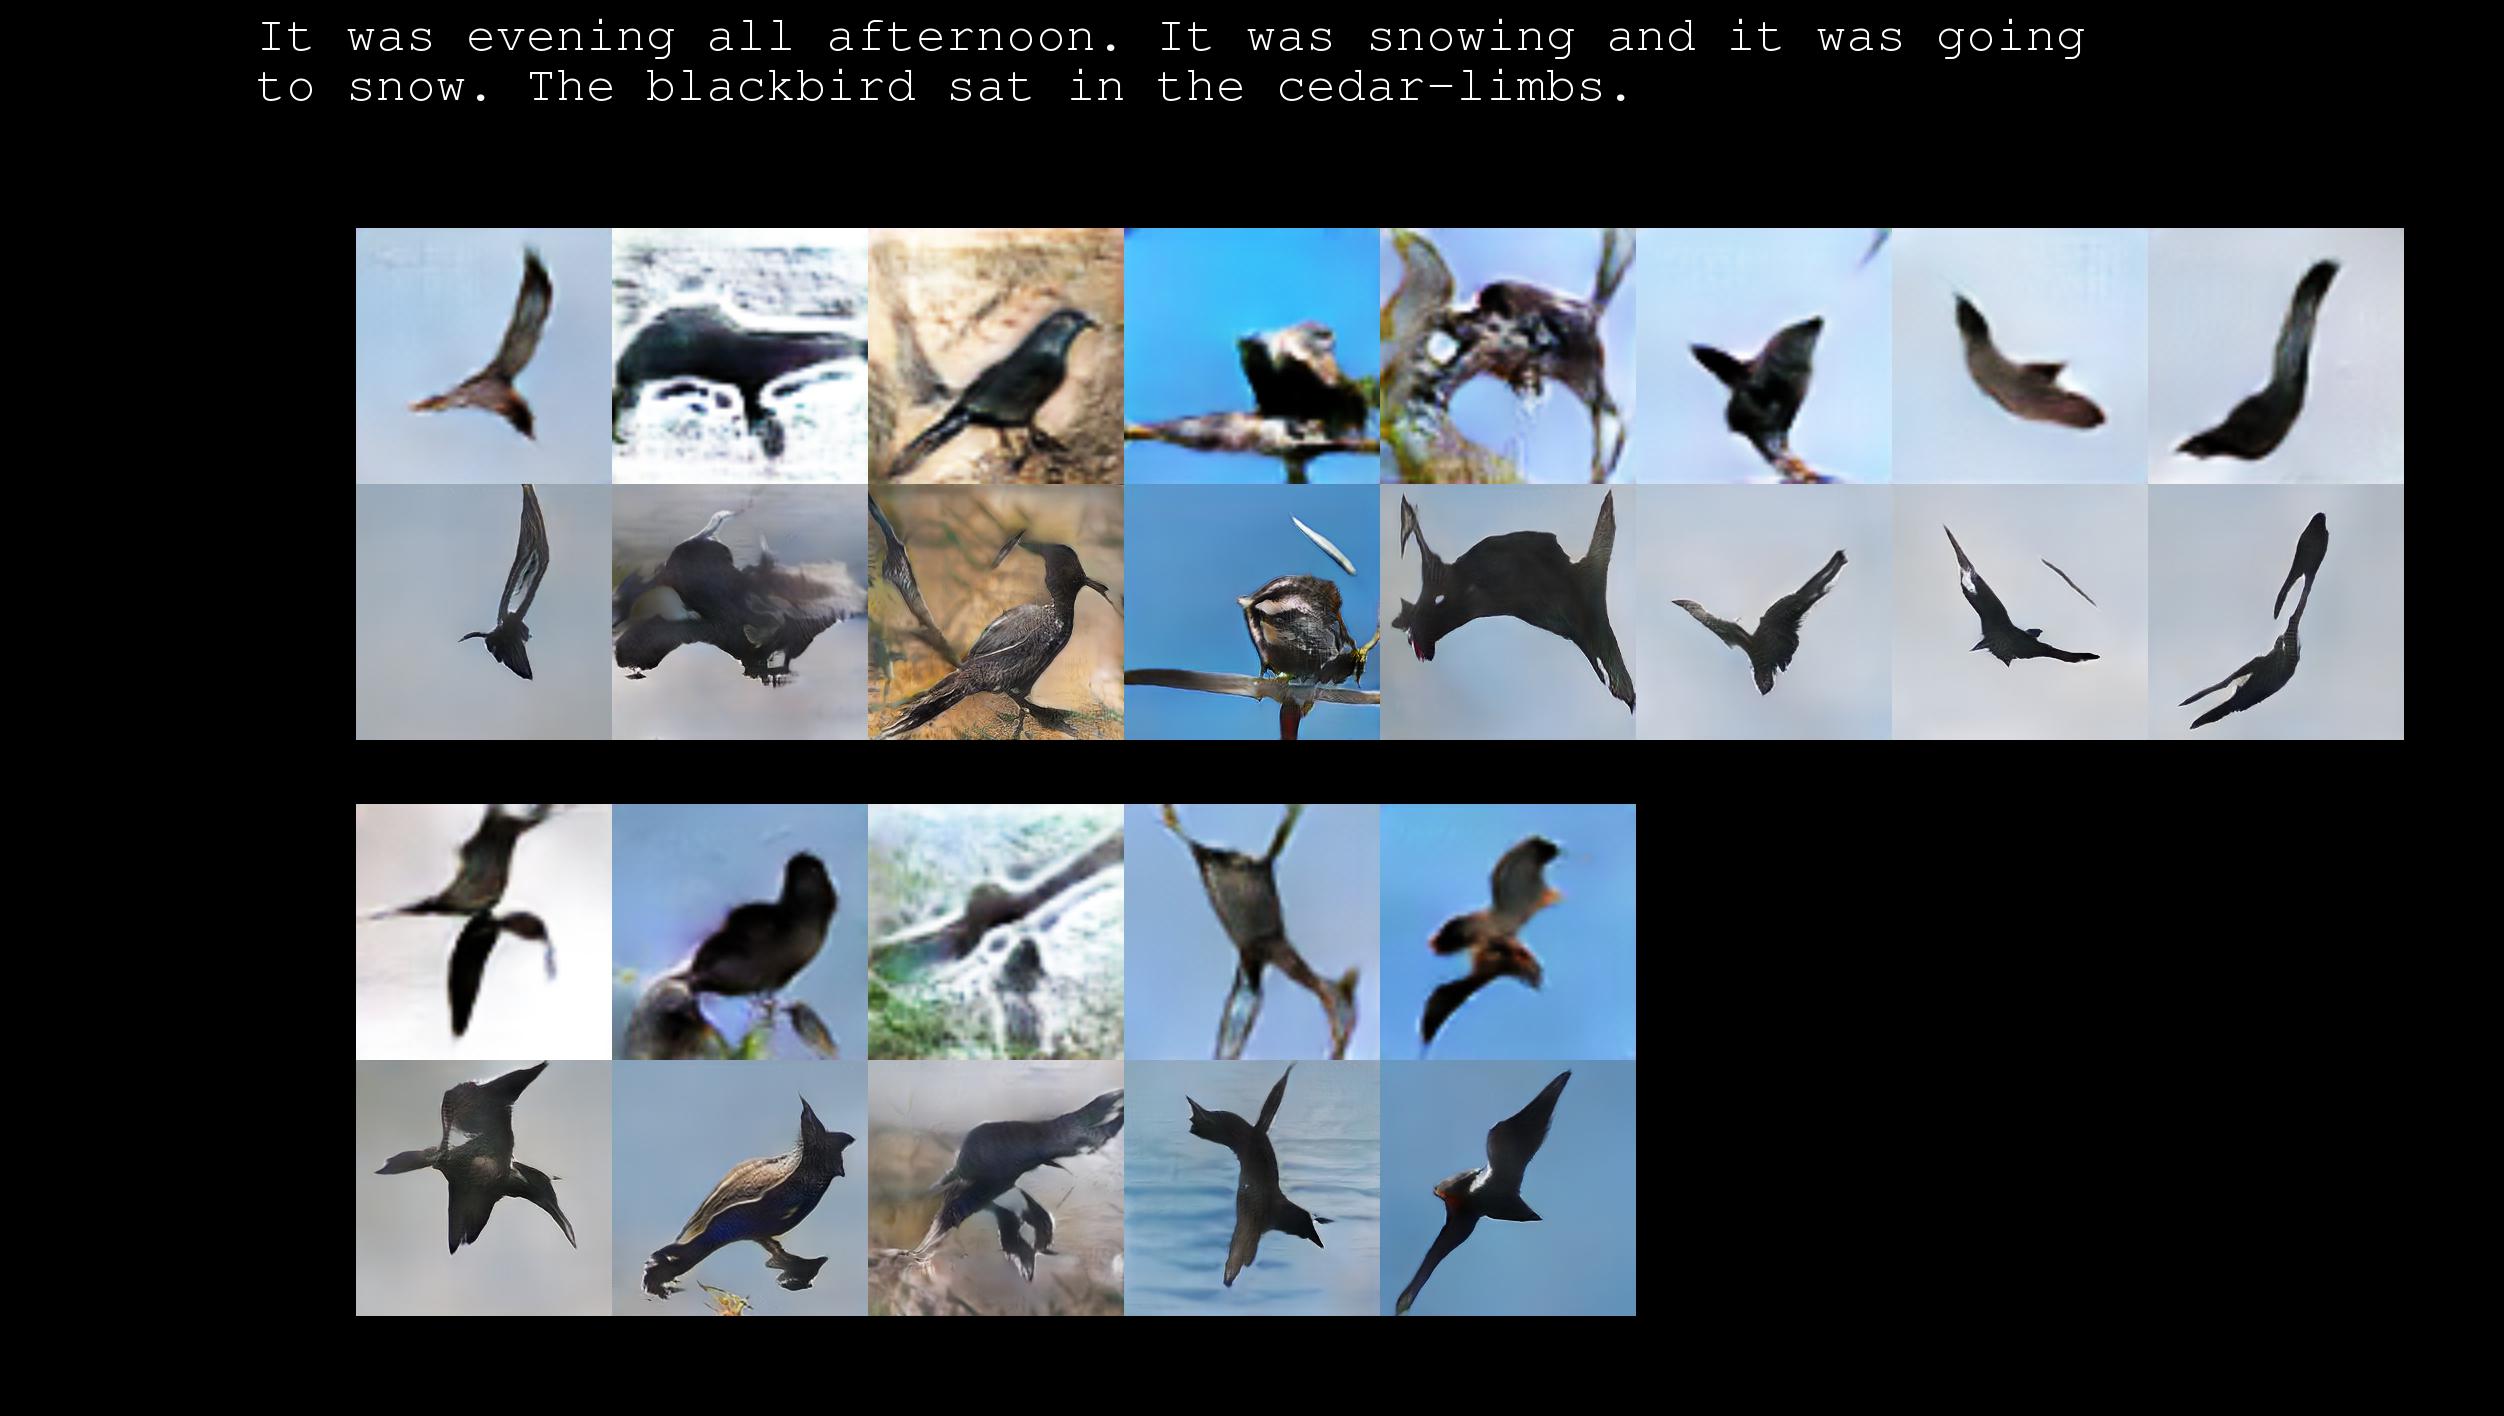 It was evening all afternoon. It was snowing and it was going
to snow. The blackbird sat in the cedar-limbs.